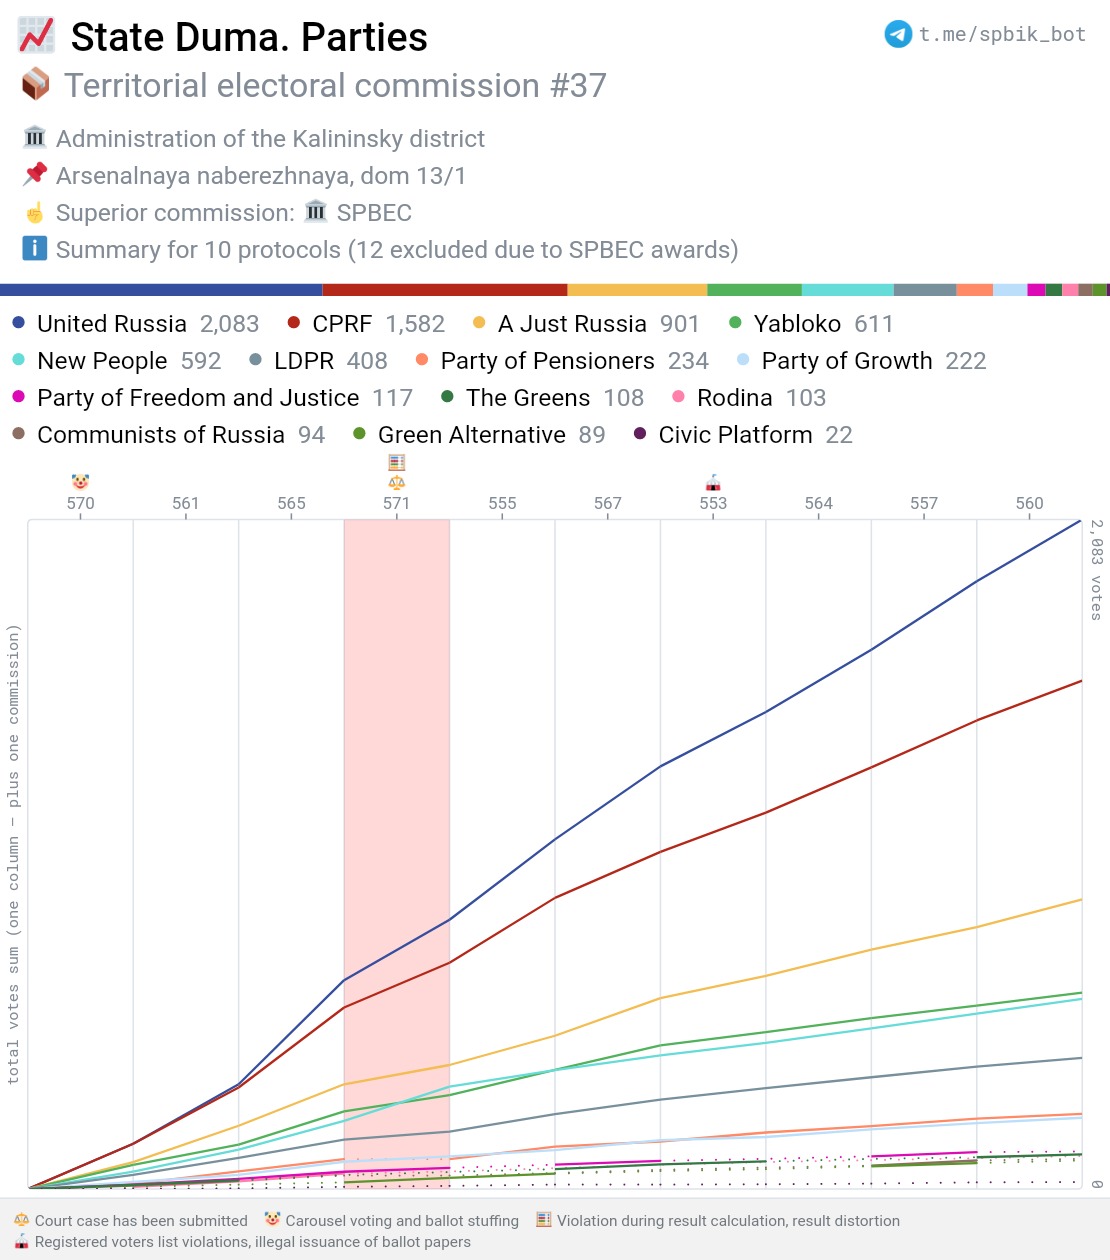 State Duma. Parties
t.me/spbik_bot
Territorial electoral commission #37
Administration of the Kalininsky district
Arsenalnaya naberezhnaya, dom 13/1
Superior commission: SPBEC
Summary for 10 protocols (12 excluded due to SPBEC awards)
United Russia 2,083 CPRF 1,582 A Just Russia 901 Yabloko 611
New People 592 LDPR 408 Party of Pensioners 234 Party of Growth 222
Party of Freedom and Justice 117 The Greens 108 Rodina 103
Communists of Russia 94 Green Alternative 89 Civic Platform 22
570 561 565 571 555 567 553 564 557 560
total votes sum (one column – plus one commission)
2,083 votes
0
Court case has been submitted Carousel voting and ballot stuffing Violation during result calculation, result distortion
Registered voters list violations, illegal issuance of ballot papers